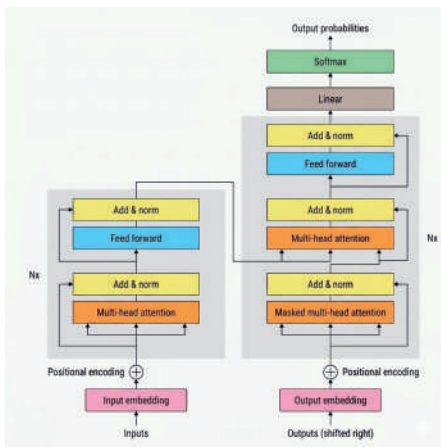 Output probabilities
Softmax
Linear
Add & norm
Feed forward
Add & norm
Multi-head attention
Nx
Add & norm
Masked multi-head attention
Positional encoding
Output embedding
Outputs (shifted right)
Add & norm
Feed forward
Nx
Add & norm
Multi-head attention
Positional encoding
Input embedding
Inputs